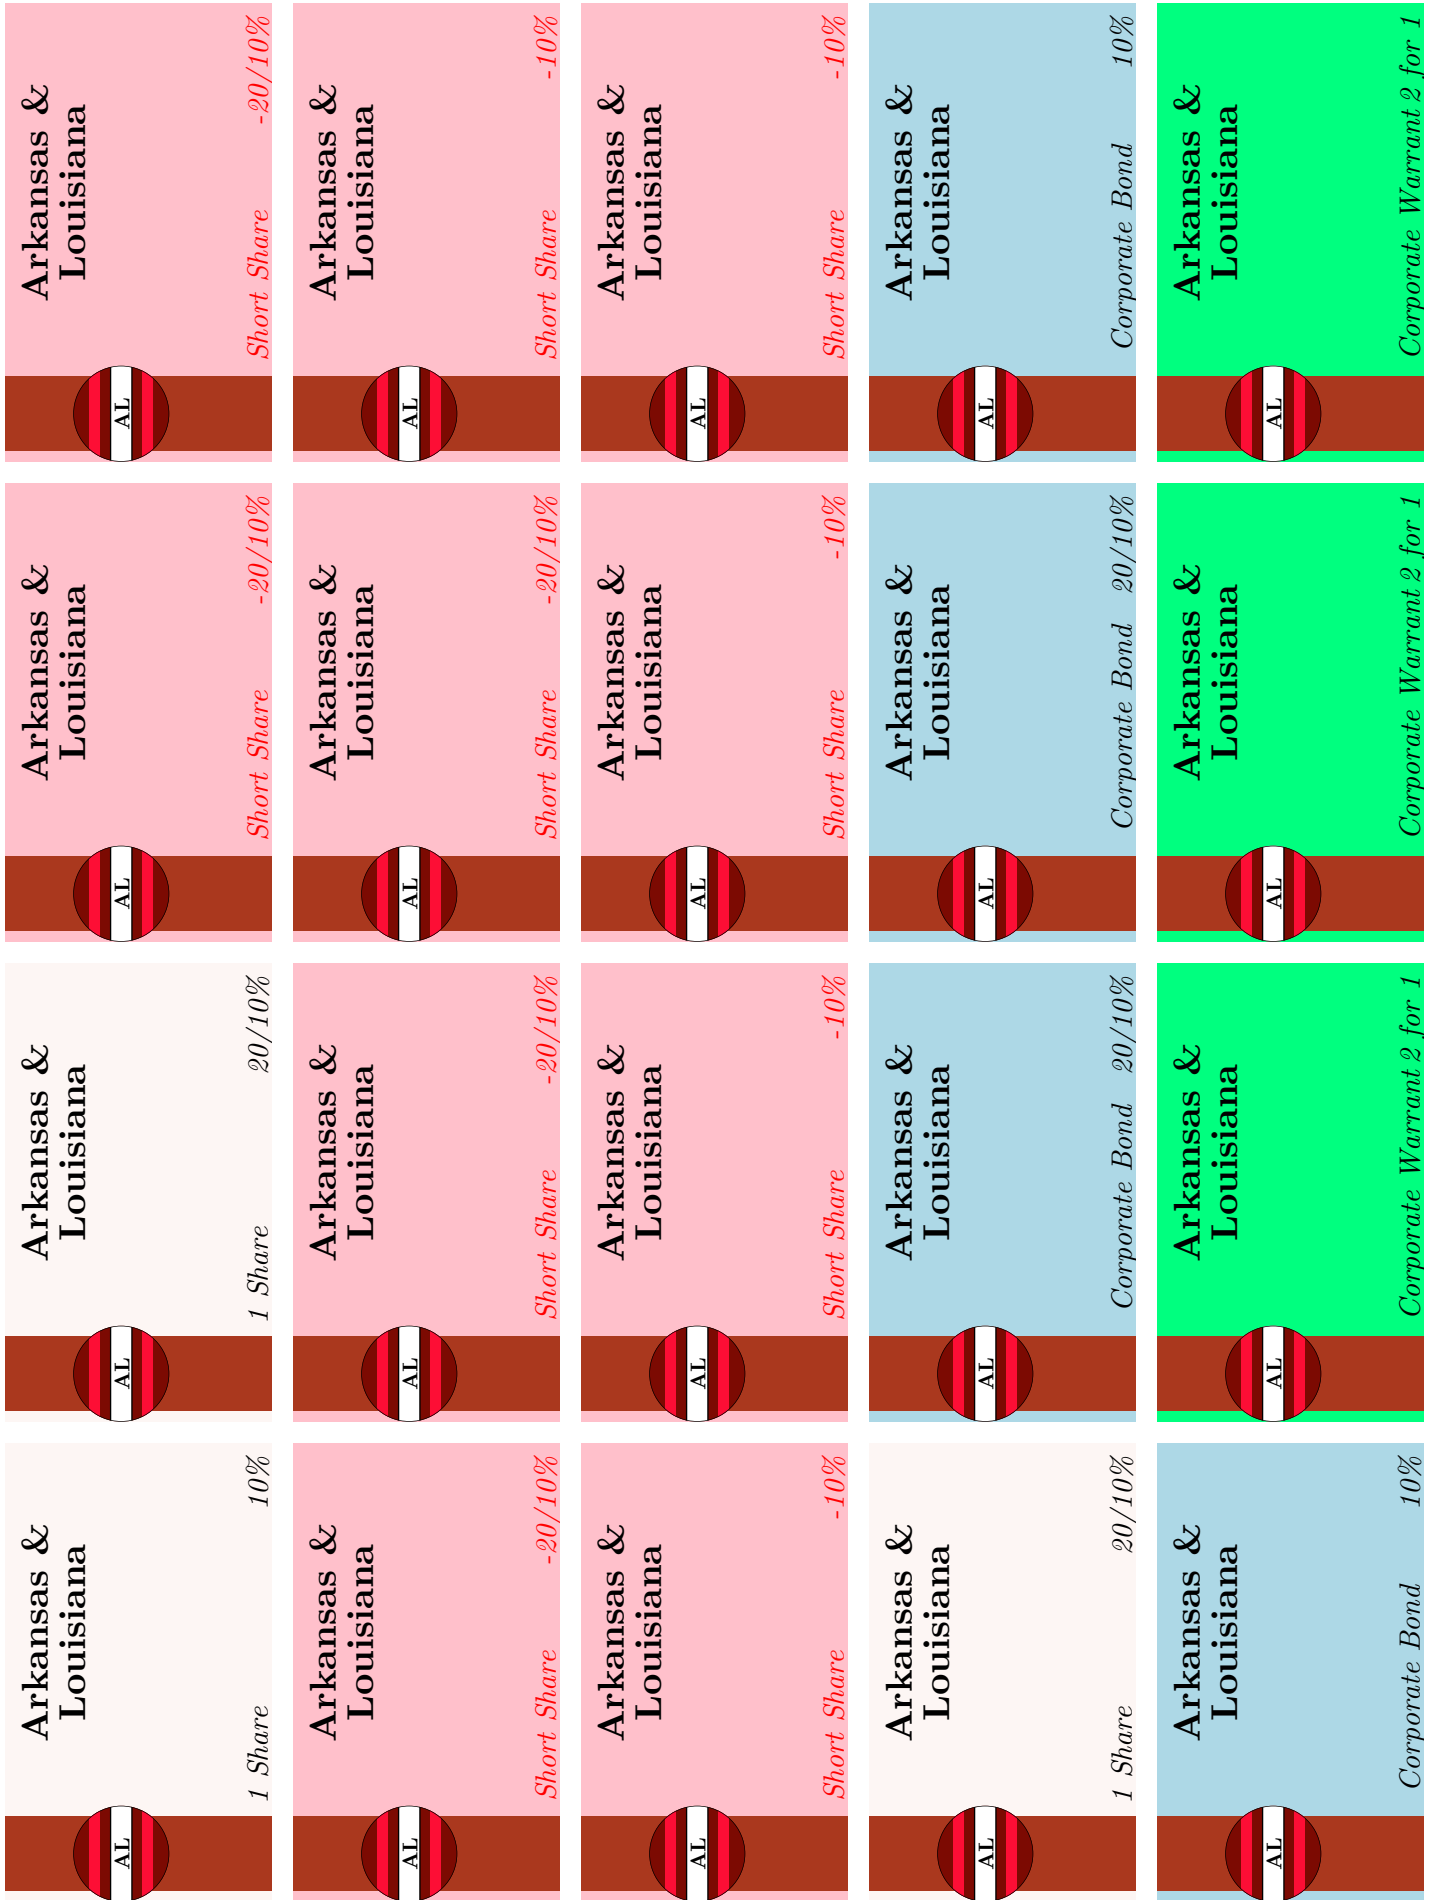 Arkansas &
Louisiana
AL
1 Share 10%
Arkansas &
Louisiana
AL
1 Share 20/10%
Arkansas &
Louisiana
AL
Short Share -20/10%
Arkansas &
Louisiana
AL
Short Share -20/10%
Arkansas &
Louisiana
AL
Short Share -20/10%
Arkansas &
Louisiana
AL
Short Share -20/10%
Arkansas &
Louisiana
AL
Short Share -20/10%
Arkansas &
Louisiana
AL
Short Share -10%
Arkansas &
Louisiana
AL
Short Share -10%
Arkansas &
Louisiana
AL
Short Share -10%
Arkansas &
Louisiana
AL
Short Share -10%
Arkansas &
Louisiana
AL
Short Share -10%
Arkansas &
Louisiana
AL
1 Share 20/10%
Arkansas &
Louisiana
AL
Corporate Bond 20/10%
Arkansas &
Louisiana
AL
Corporate Bond 20/10%
Arkansas &
Louisiana
AL
Corporate Bond 10%
Arkansas &
Louisiana
AL
Corporate Bond 10%
Arkansas &
Louisiana
AL
Corporate Warrant 2 for 1
Arkansas &
Louisiana
AL
Corporate Warrant 2 for 1
Arkansas &
Louisiana
AL
Corporate Warrant 2 for 1